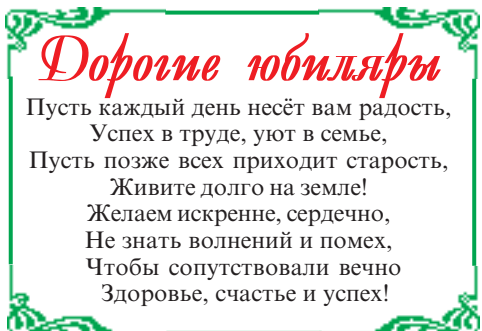 Дорогие юбиляры
Пусть каждый день несёт вам радость,
Успех в труде, уют в семье,
Пусть позже всех приходит старость,
Живите долго на земле!
Желаем искренне, сердечно,
Не знать волнений и помех,
Чтобы сопутствовали вечно
Здоровье, счастье и успех!